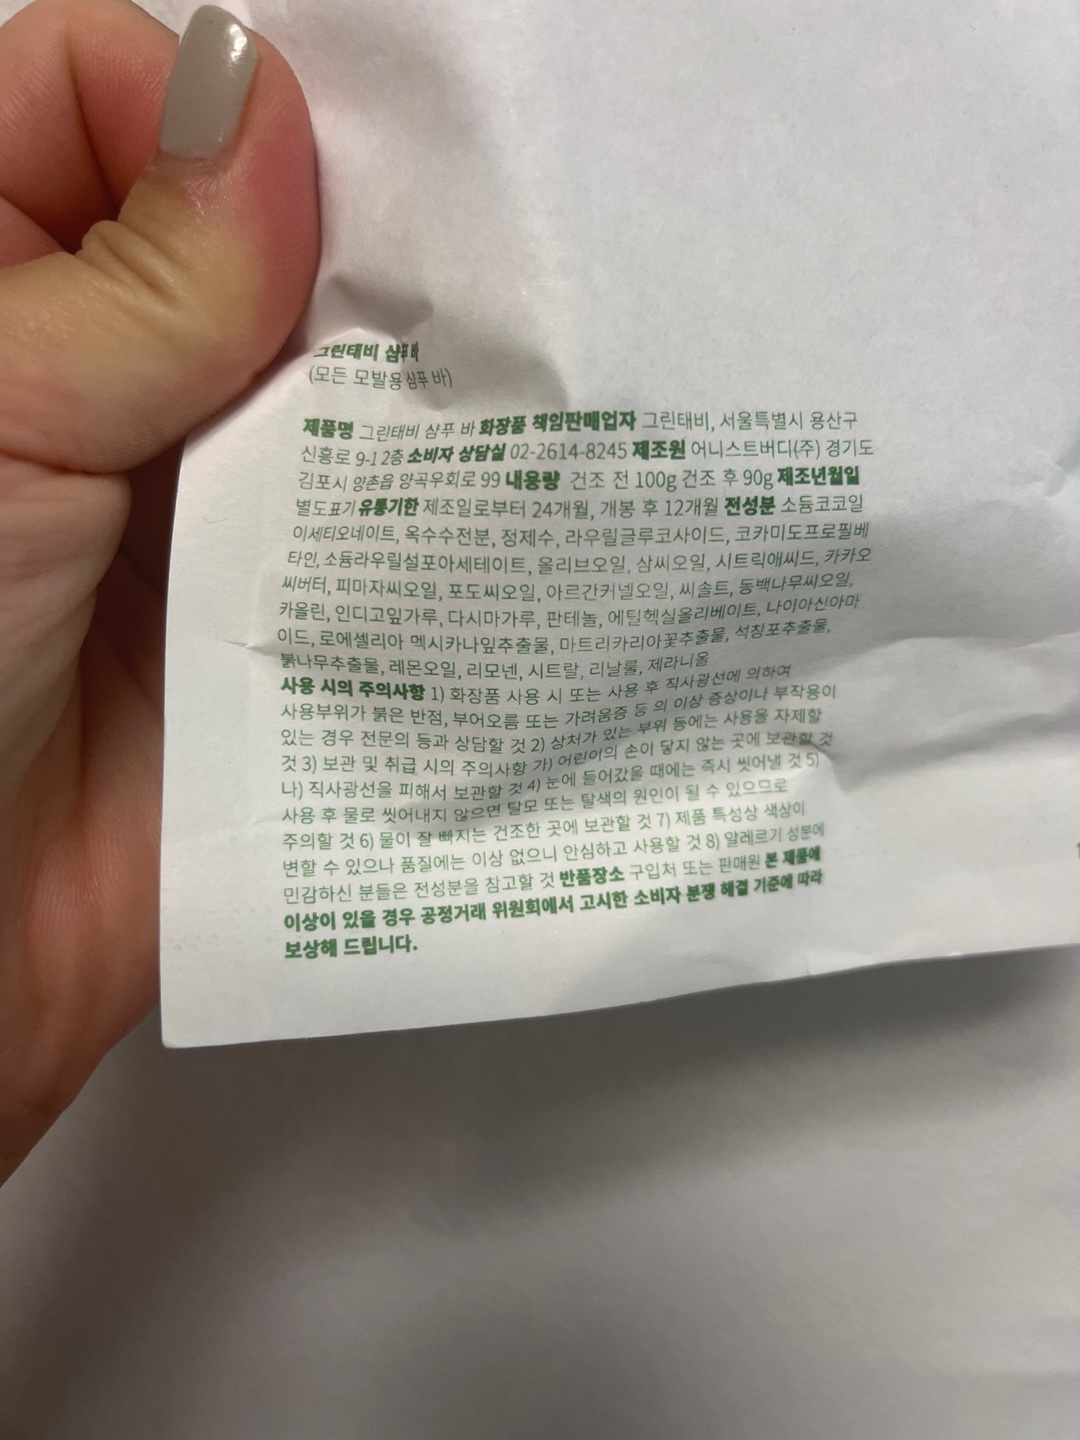 그린태비 샴푸 바
(모든 모발용 샴푸 바)
제품명 그린태비 샴푸 바 화장품 책임판매업자 그린태비, 서울특별시 용산구
신흥로 9-1 2층 소비자 상담실 02-2614-8245 제조원 어니스트버디(주) 경기도
김포시 양촌읍 양곡우회로 99 내용량 건조 전 100g 건조 후 90g 제조년월일
별도표기 유통기한 제조일로부터 24개월, 개봉 후 12개월 전성분 소듐코코일
이세티오네이트, 옥수수전분, 정제수, 라우릴글루코사이드, 코카미도프로필베
타인, 소듐라우릴설포아세테이트, 올리브오일, 삼씨오일, 시트릭애씨드, 카카오
씨버터, 피마자씨오일, 포도씨오일, 아르간커넬오일, 씨솔트, 동백나무씨오일,
카올린, 인디고잎가루, 다시마가루, 판테놀, 에틸헥실올리베이트, 나이아신아마
이드, 로에셀리아 멕시카나잎추출물, 마트리카리아꽃추출물, 석창포추출물,
붉나무추출물, 레몬오일, 리모넨, 시트랄, 리날룰, 제라니올
사용 시의 주의사항 1) 화장품 사용 시 또는 사용 후 직사광선에 의하여
사용부위가 붉은 반점, 부어오름 또는 가려움증 등 의 이상 증상이나 부작용이
있는 경우 전문의 등과 상담할 것 2) 상처가 있는 부위 등에는 사용을 자제할
것 3) 보관 및 취급 시의 주의사항 가) 어린이의 손이 닿지 않는 곳에 보관할 것
나) 직사광선을 피해서 보관할 것 4) 눈에 들어갔을 때에는 즉시 씻어낼 것 5)
사용 후 물로 씻어내지 않으면 탈모 또는 탈색의 원인이 될 수 있으므로
주의할 것 6) 물이 잘 빠지는 건조한 곳에 보관할 것 7) 제품 특성상 색상이
변할 수 있으나 품질에는 이상 없으니 안심하고 사용할 것 8) 알레르기 성분에
민감하신 분들은 전성분을 참고할 것 반품장소 구입처 또는 판매원 본 제품에
이상이 있을 경우 공정거래 위원회에서 고시한 소비자 분쟁 해결 기준에 따라
보상해 드립니다.